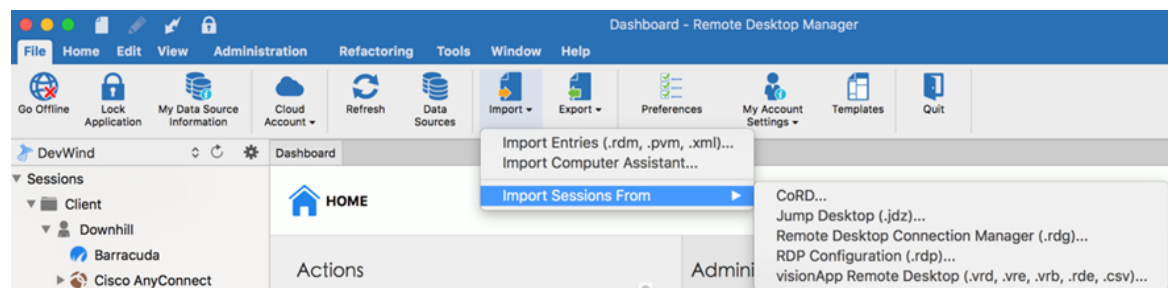 Dashboard - Remote Desktop Manager
File Home Edit View Administration Refactoring Tools Window Help
Go Offline
Lock Application
My Data Source Information
Cloud Account
Refresh
Data Sources
Import
Export
Preferences
My Account Settings
Templates
Quit
DevWind
Dashboard
Import Entries (.rdm, .pvm, .xml)...
Import Computer Assistant...
Import Sessions From
CoRD...
Jump Desktop (.jdz)...
Remote Desktop Connection Manager (.rdg)...
RDP Configuration (.rdp)...
visionApp Remote Desktop (.vrd, .vre, .vrb, .rde, .csv)...
Sessions
Client
Downhill
Barracuda
Cisco AnyConnect
HOME
Actions
Admini